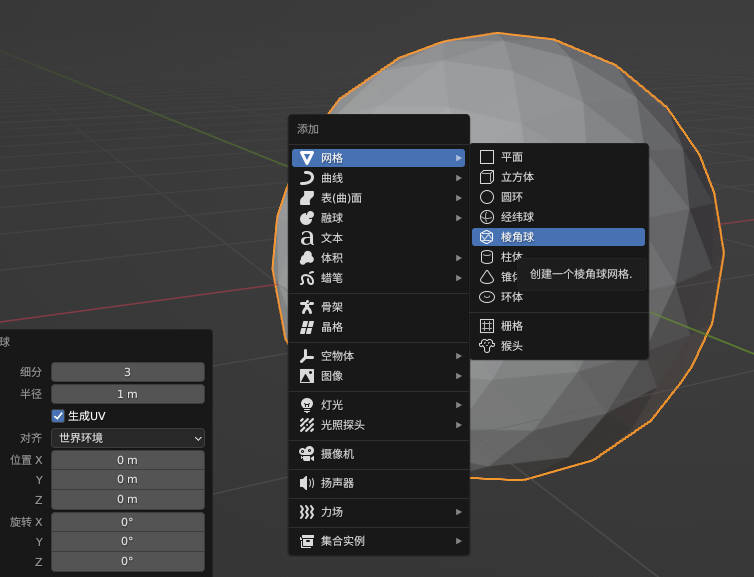 添加
网格
曲线
表(曲)面
融球
文本
体积
蜡笔
骨架
晶格
空物体
图像
灯光
光照探头
摄像机
扬声器
力场
集合实例
平面
立方体
圆环
经纬球
棱角球
柱体
创建一个棱角球网格.
环体
栅格
猴头
球
细分 3
半径 1 m
生成UV
对齐 世界环境
位置 X 0 m
Y 0 m
Z 0 m
旋转 X 0°
Y 0°
Z 0°